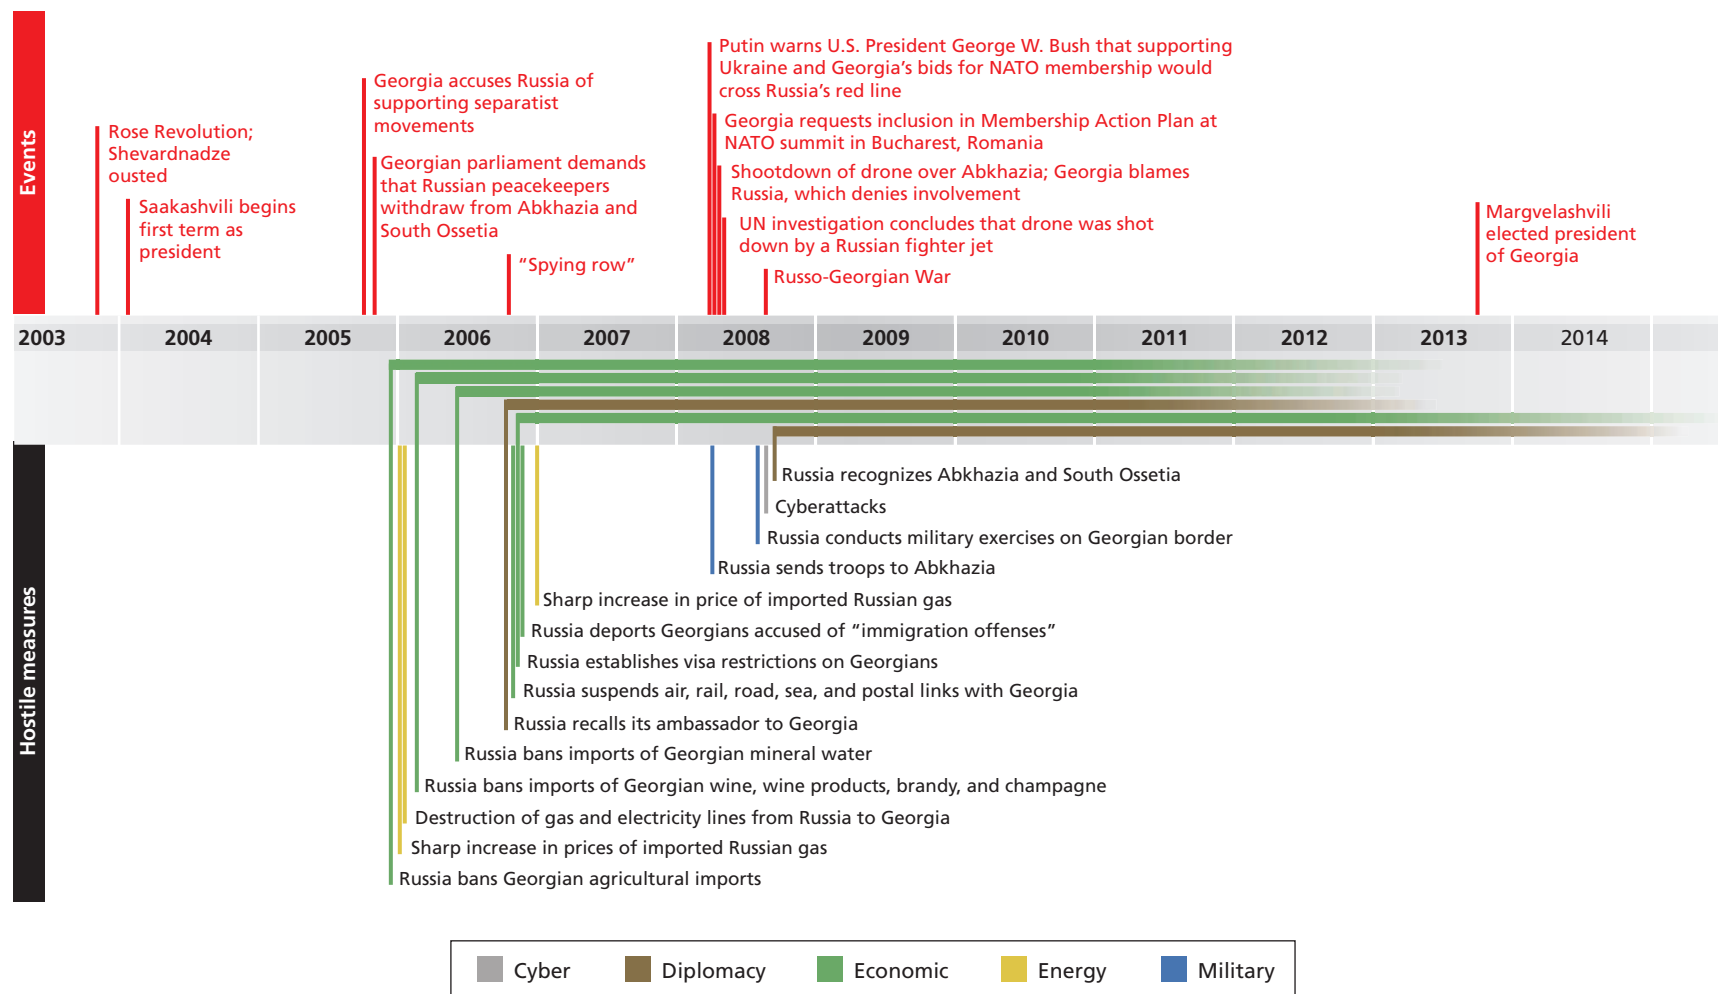 Events
Rose Revolution;
Shevardnadze
ousted
Saakashvili begins
first term as
president
Georgia accuses Russia of
supporting separatist
movements
Georgian parliament demands
that Russian peacekeepers
withdraw from Abkhazia and
South Ossetia
“Spying row”
Putin warns U.S. President George W. Bush that supporting
Ukraine and Georgia’s bids for NATO membership would
cross Russia’s red line
Georgia requests inclusion in Membership Action Plan at
NATO summit in Bucharest, Romania
Shootdown of drone over Abkhazia; Georgia blames
Russia, which denies involvement
UN investigation concludes that drone was shot
down by a Russian fighter jet
Russo-Georgian War
Margvelashvili
elected president
of Georgia
2003 2004 2005 2006 2007 2008 2009 2010 2011 2012 2013 2014
Hostile measures
Russia recognizes Abkhazia and South Ossetia
Cyberattacks
Russia conducts military exercises on Georgian border
Russia sends troops to Abkhazia
Sharp increase in price of imported Russian gas
Russia deports Georgians accused of “immigration offenses”
Russia establishes visa restrictions on Georgians
Russia suspends air, rail, road, sea, and postal links with Georgia
Russia recalls its ambassador to Georgia
Russia bans imports of Georgian mineral water
Russia bans imports of Georgian wine, wine products, brandy, and champagne
Destruction of gas and electricity lines from Russia to Georgia
Sharp increase in prices of imported Russian gas
Russia bans Georgian agricultural imports
Cyber Diplomacy Economic Energy Military